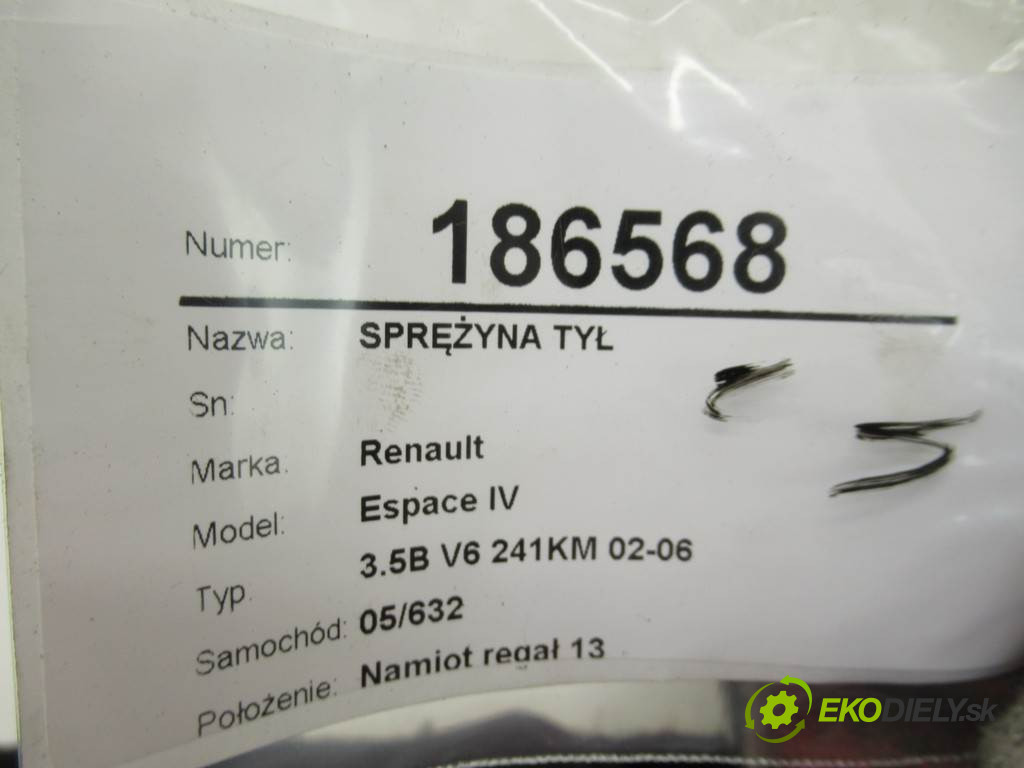 Numer: 186568
Nazwa: SPRĘŻYNA TYŁ
Sn:
Marka. Renault
Model: Espace IV
Typ. 3.5B V6 241KM 02-06
Samochód: 05/632
Położenie: Namiot regał 13
EKODIELY.sk